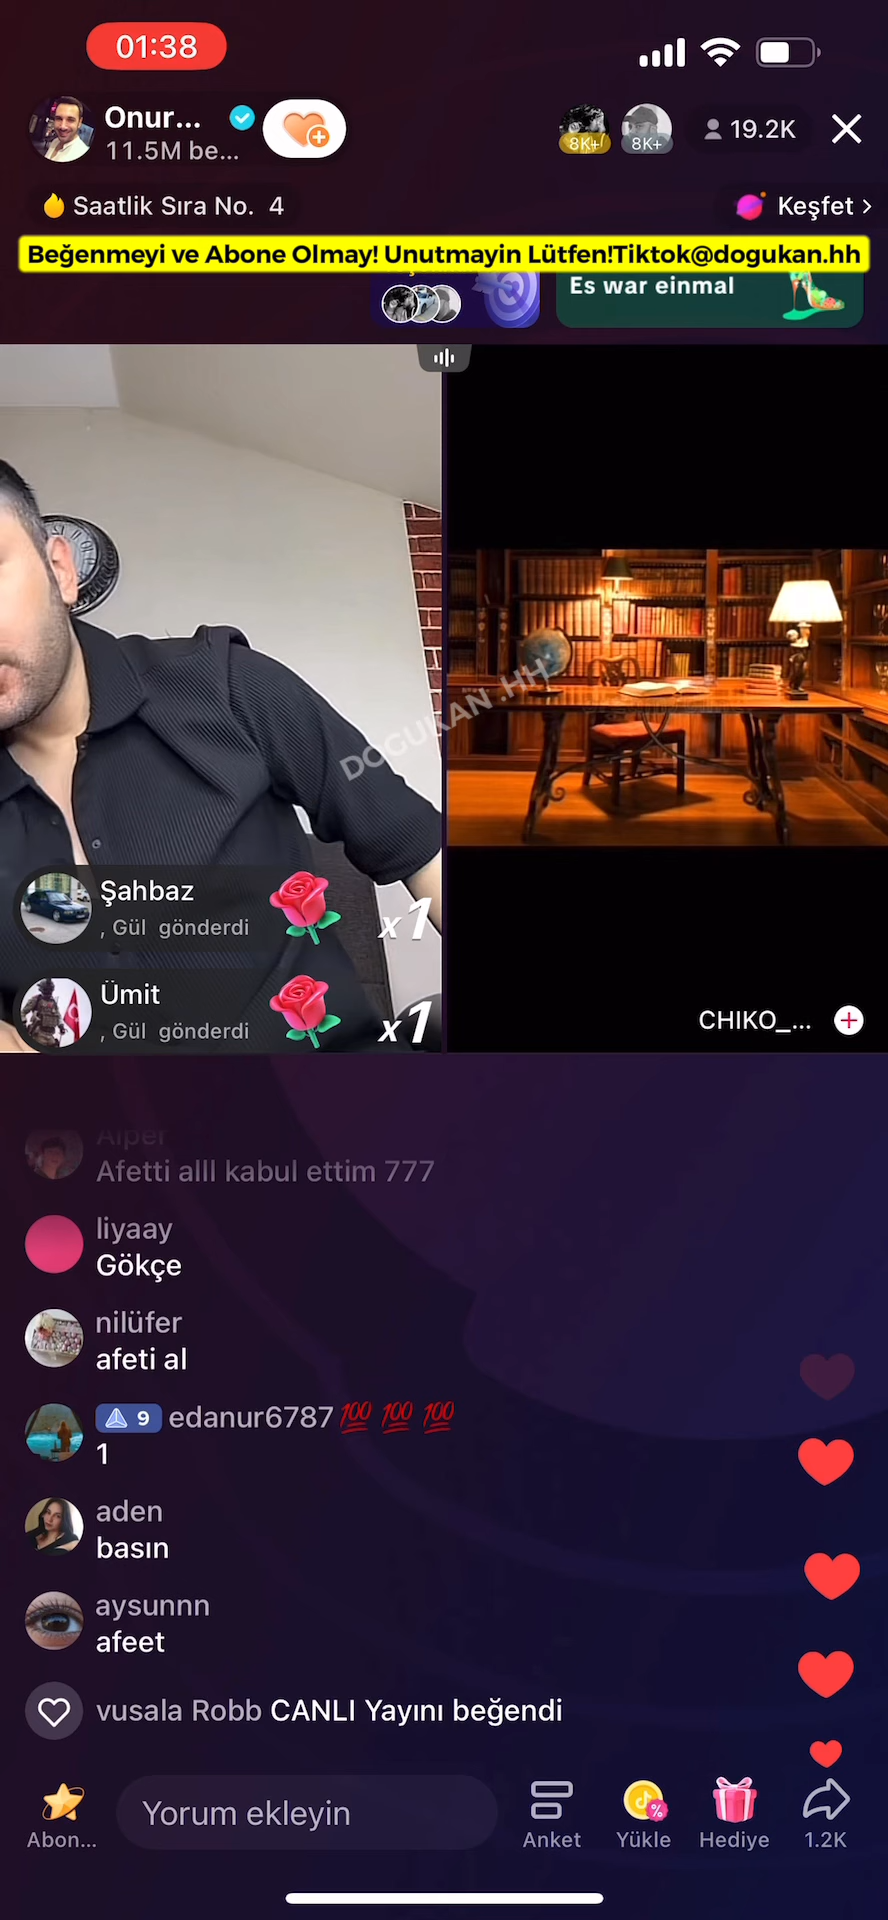 01:38
Onur...
11.5M be...
8K+
8K+
19.2K
Saatlik Sıra No. 4
Keşfet >
Beğenmeyi ve Abone Olmay! Unutmayin Lütfen!Tiktok@dogukan.hh
Es war einmal
DOGUKAN.HH
Şahbaz
, Gül gönderdi
x1
Ümit
, Gül gönderdi
x1
CHIKO_...
Alper
Afetti alll kabul ettim 777
liyaay
Gökçe
nilüfer
afeti al
9 edanur6787💯💯💯
1
aden
basın
aysunnn
afeet
vusala Robb CANLI Yayını beğendi
Abon...
Yorum ekleyin
Anket
Yükle
Hediye
1.2K